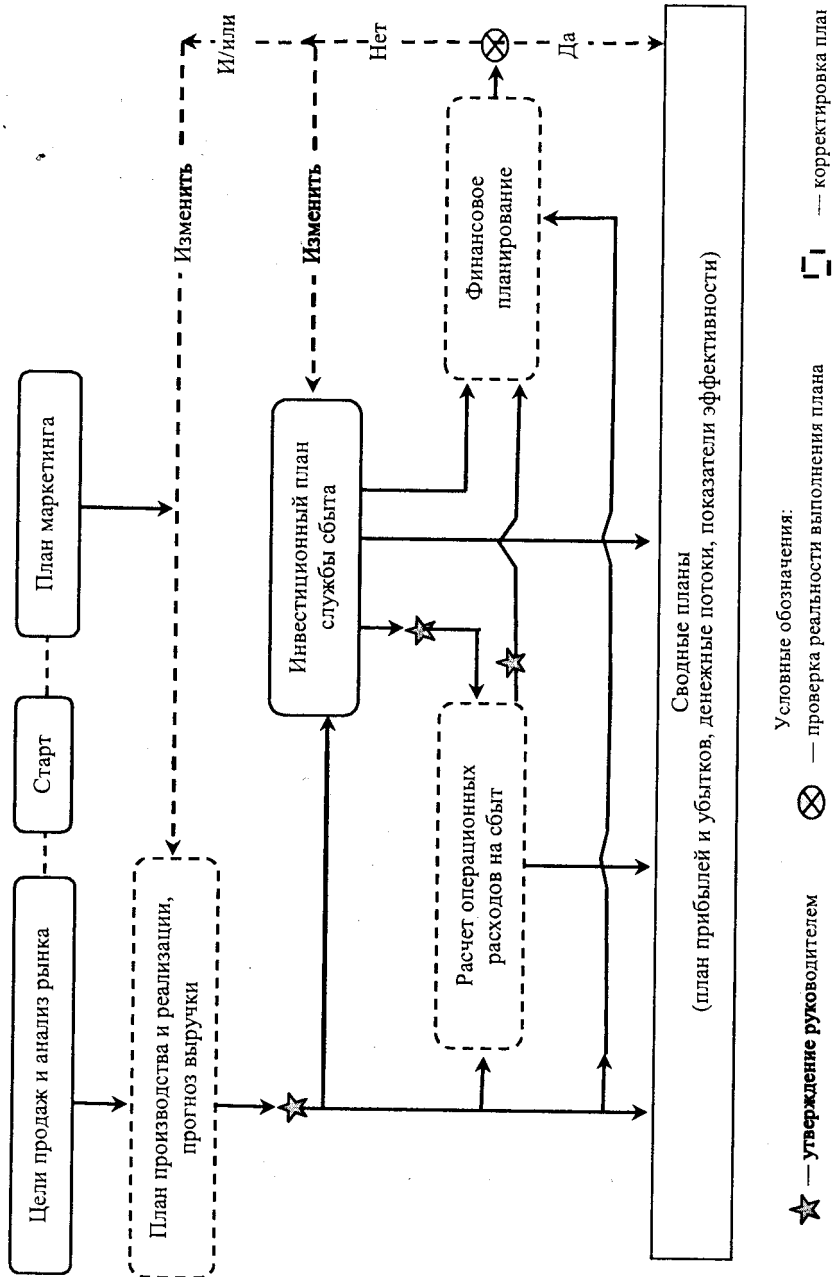 Цели продаж и анализ рынка
Старт
План маркетинга
План производства и реализации,
прогноз выручки
Изменить
И/или
Инвестиционный план
службы сбыта
Изменить
Нет
Расчет операционных
расходов на сбыт
Финансовое
планирование
Да
Сводные планы
(план прибылей и убытков, денежные потоки, показатели эффективности)
Условные обозначения:
— утверждение руководителем
— проверка реальности выполнения плана
— корректировка план